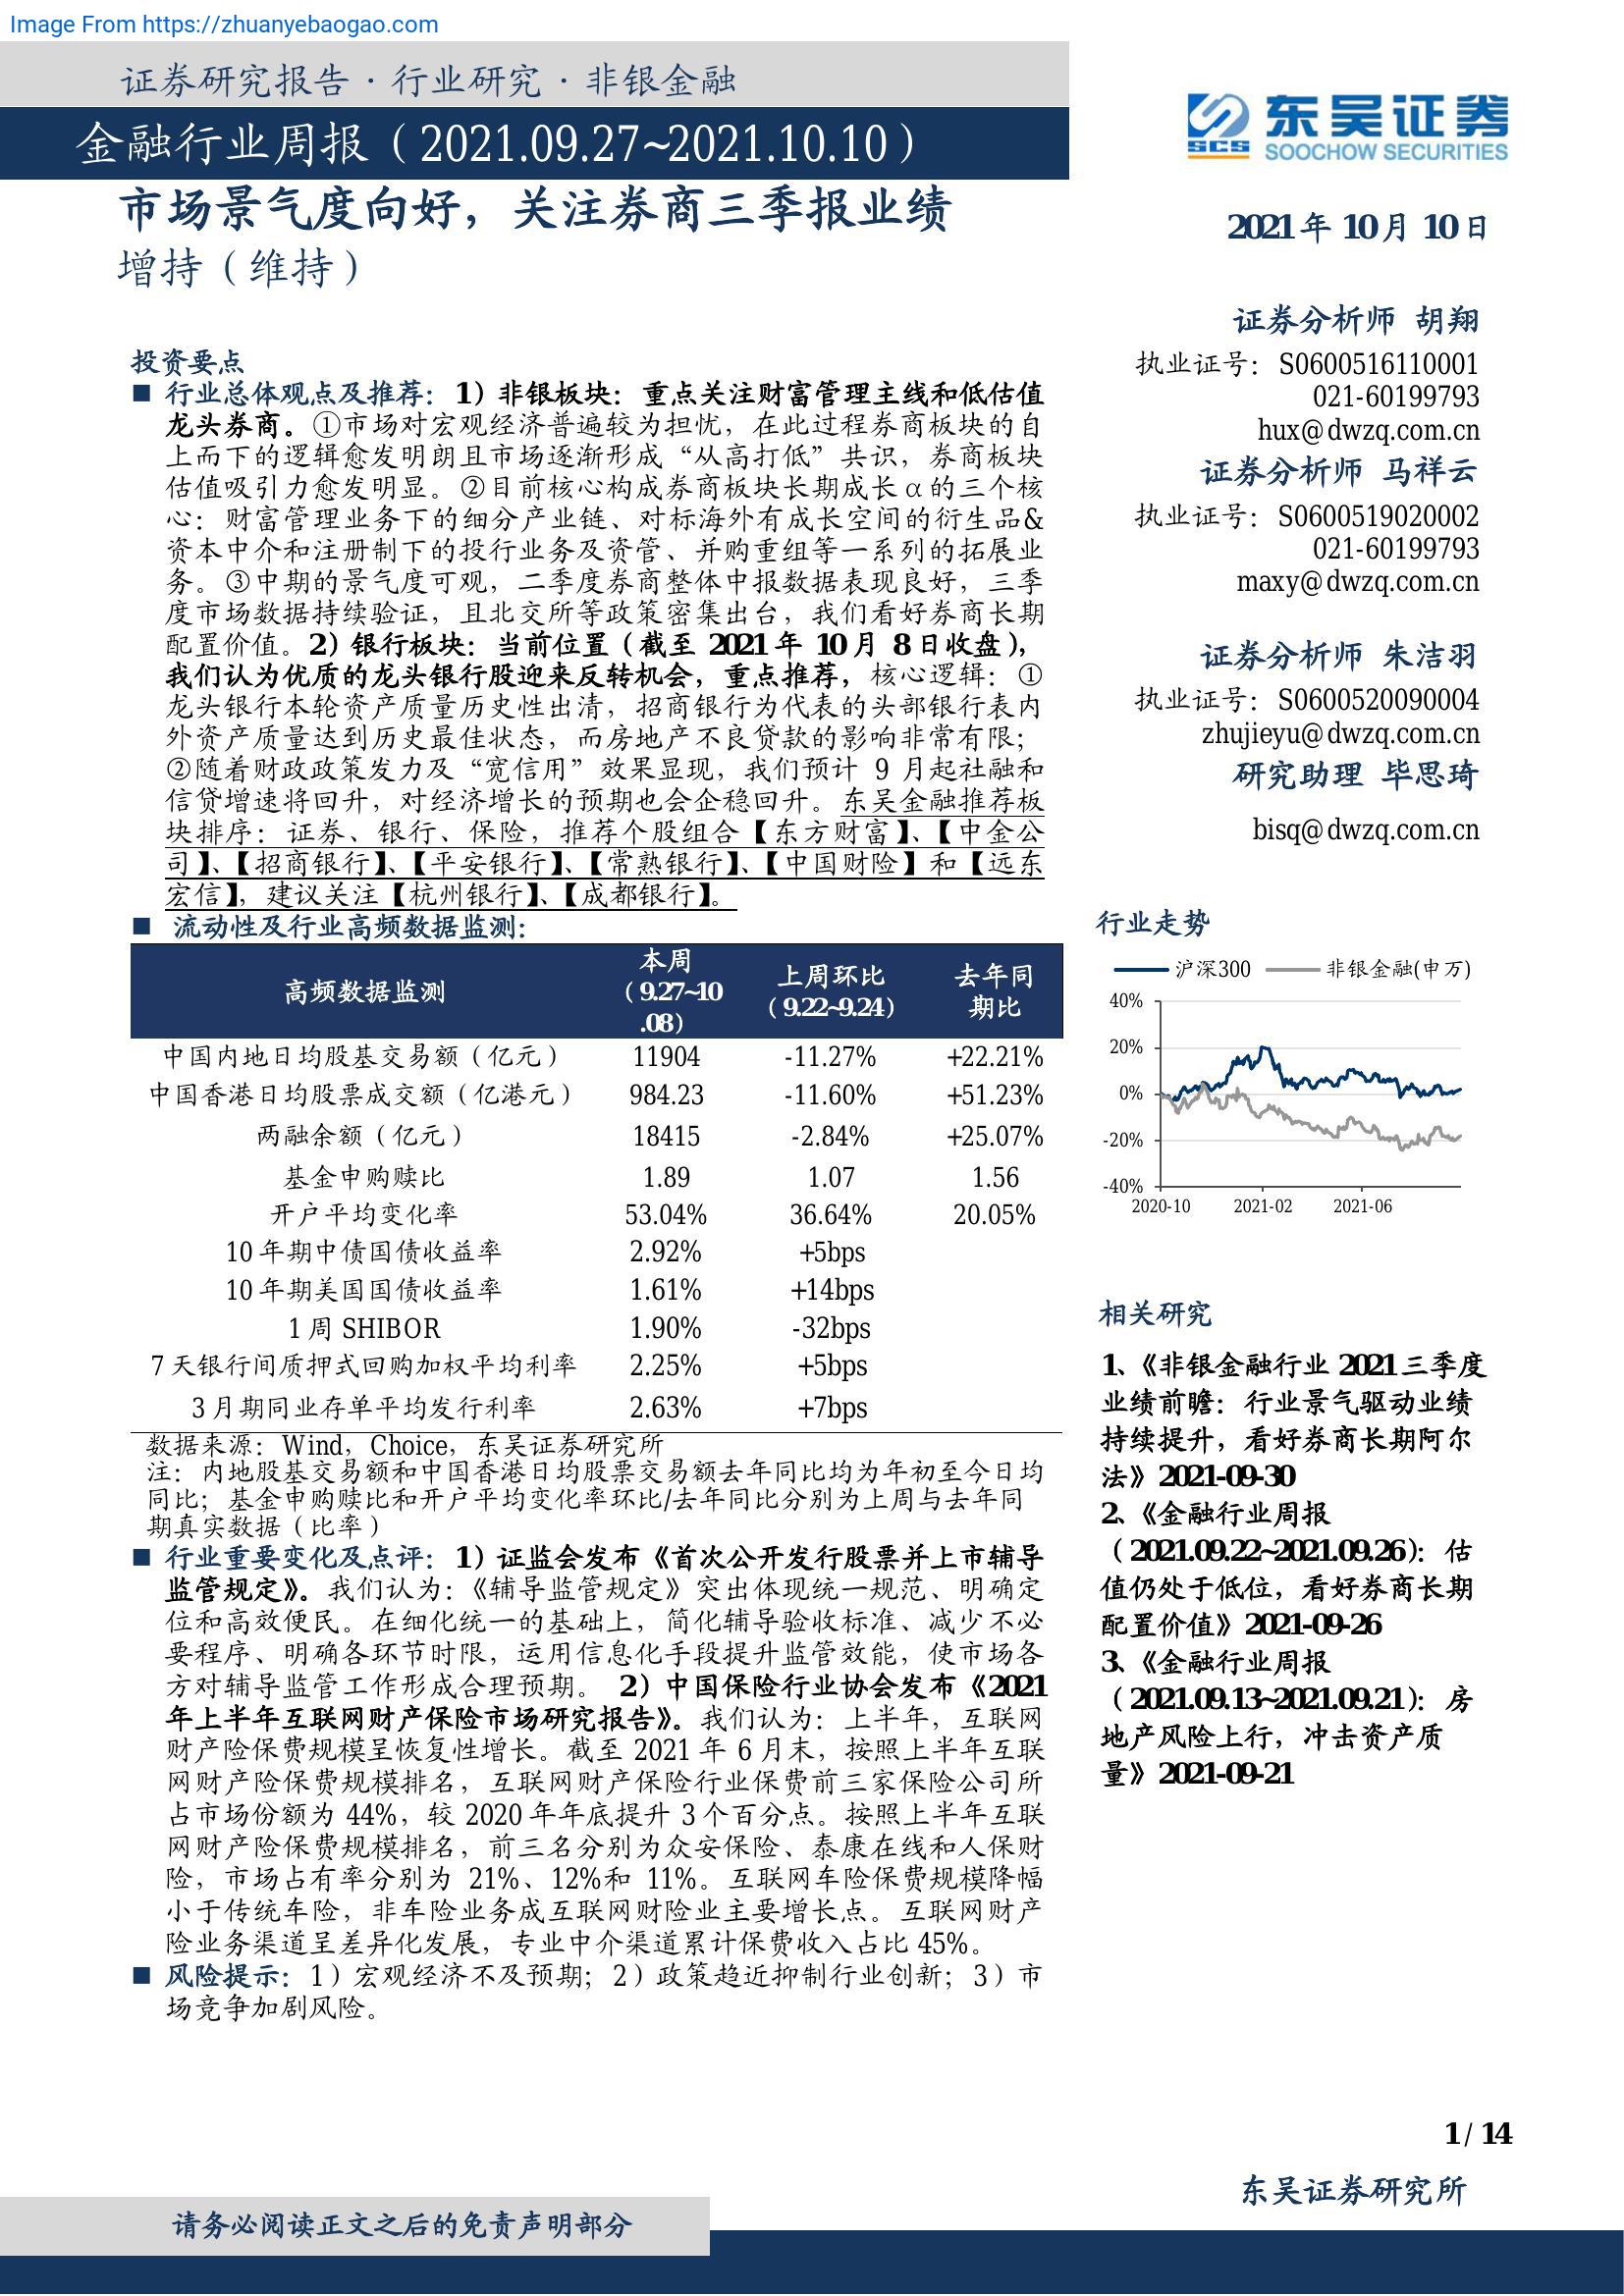 Image From https://zhuanyebaogao.com
证券研究报告·行业研究·非银金融
金融行业周报（2021.09.27~2021.10.10）
市场景气度向好，关注券商三季报业绩
增持（维持）
投资要点
■ 行业总体观点及推荐：1）非银板块：重点关注财富管理主线和低估值
龙头券商。①市场对宏观经济普遍较为担忧，在此过程券商板块的自
上而下的逻辑愈发明朗且市场逐渐形成“从高打低”共识，券商板块
估值吸引力愈发明显。②目前核心构成券商板块长期成长α的三个核
心：财富管理业务下的细分产业链、对标海外有成长空间的衍生品&
资本中介和注册制下的投行业务及资管、并购重组等一系列的拓展业
务。③中期的景气度可观，二季度券商整体中报数据表现良好，三季
度市场数据持续验证，且北交所等政策密集出台，我们看好券商长期
配置价值。2）银行板块：当前位置（截至 2021 年 10 月 8 日收盘），
我们认为优质的龙头银行股迎来反转机会，重点推荐，核心逻辑：①
龙头银行本轮资产质量历史性出清，招商银行为代表的头部银行表内
外资产质量达到历史最佳状态，而房地产不良贷款的影响非常有限；
②随着财政政策发力及“宽信用”效果显现，我们预计 9 月起社融和
信贷增速将回升，对经济增长的预期也会企稳回升。东吴金融推荐板
块排序：证券、银行、保险，推荐个股组合【东方财富】、【中金公
司】、【招商银行】、【平安银行】、【常熟银行】、【中国财险】和【远东
宏信】，建议关注【杭州银行】、【成都银行】。
■ 流动性及行业高频数据监测：
高频数据监测 本周（9.27~10.08） 上周环比（9.22~9.24） 去年同期比
中国内地日均股基交易额（亿元） 11904 -11.27% +22.21%
中国香港日均股票成交额（亿港元） 984.23 -11.60% +51.23%
两融余额（亿元） 18415 -2.84% +25.07%
基金申购赎比 1.89 1.07 1.56
开户平均变化率 53.04% 36.64% 20.05%
10 年期中债国债收益率 2.92% +5bps
10 年期美国国债收益率 1.61% +14bps
1 周 SHIBOR 1.90% -32bps
7 天银行间质押式回购加权平均利率 2.25% +5bps
3 月期同业存单平均发行利率 2.63% +7bps
数据来源：Wind，Choice，东吴证券研究所
注：内地股基交易额和中国香港日均股票交易额去年同比均为年初至今日均
同比；基金申购赎比和开户平均变化率环比/去年同比分别为上周与去年同
期真实数据（比率）
■ 行业重要变化及点评：1）证监会发布《首次公开发行股票并上市辅导
监管规定》。我们认为：《辅导监管规定》突出体现统一规范、明确定
位和高效便民。在细化统一的基础上，简化辅导验收标准、减少不必
要程序、明确各环节时限，运用信息化手段提升监管效能，使市场各
方对辅导监管工作形成合理预期。 2）中国保险行业协会发布《2021
年上半年互联网财产保险市场研究报告》。我们认为：上半年，互联网
财产险保费规模呈恢复性增长。截至 2021 年 6 月末，按照上半年互联
网财产险保费规模排名，互联网财产保险行业保费前三家保险公司所
占市场份额为 44%，较 2020 年年底提升 3 个百分点。按照上半年互联
网财产险保费规模排名，前三名分别为众安保险、泰康在线和人保财
险，市场占有率分别为 21%、12%和 11%。互联网车险保费规模降幅
小于传统车险，非车险业务成互联网财险业主要增长点。互联网财产
险业务渠道呈差异化发展，专业中介渠道累计保费收入占比 45%。
■ 风险提示：1）宏观经济不及预期；2）政策趋近抑制行业创新；3）市
场竞争加剧风险。
东吴证券
SCS SOOCHOW SECURITIES
2021 年 10 月 10 日
证券分析师 胡翔
执业证号：S0600516110001
021-60199793
hux@dwzq.com.cn
证券分析师 马祥云
执业证号：S0600519020002
021-60199793
maxy@dwzq.com.cn
证券分析师 朱洁羽
执业证号：S0600520090004
zhujieyu@dwzq.com.cn
研究助理 毕思琦
bisq@dwzq.com.cn
行业走势
沪深300 非银金融(申万)
40%
20%
0%
-20%
-40%
2020-10 2021-02 2021-06
相关研究
1、《非银金融行业 2021 三季度
业绩前瞻：行业景气驱动业绩
持续提升，看好券商长期阿尔
法》2021-09-30
2、《金融行业周报
（2021.09.22~2021.09.26）：估
值仍处于低位，看好券商长期
配置价值》2021-09-26
3、《金融行业周报
（2021.09.13~2021.09.21）：房
地产风险上行，冲击资产质
量》2021-09-21
1 / 14
东吴证券研究所
请务必阅读正文之后的免责声明部分